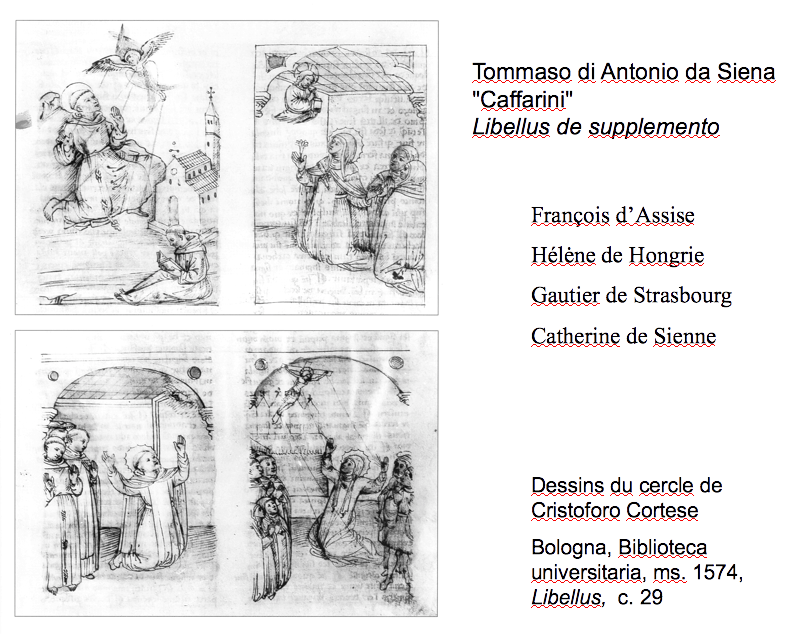 Tommaso di Antonio da Siena
"Caffarini"
Libellus de supplemento
François d’Assise
Hélène de Hongrie
Gautier de Strasbourg
Catherine de Sienne
Dessins du cercle de
Cristoforo Cortese
Bologna, Biblioteca
universitaria, ms. 1574,
Libellus, c. 29